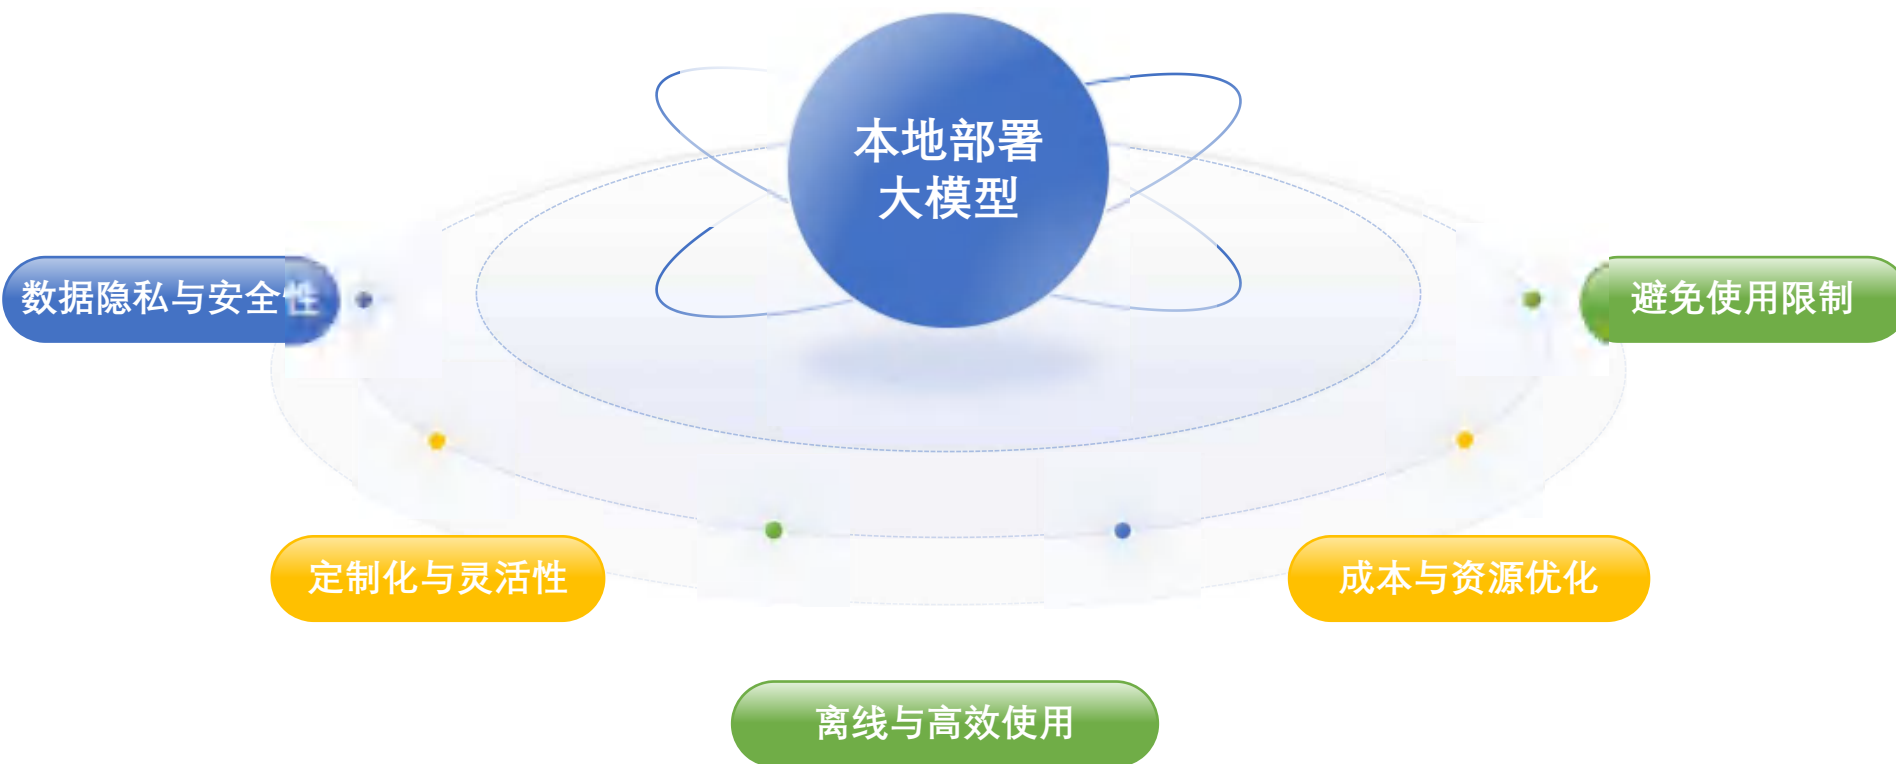 本地部署
大模型
数据隐私与安全性
避免使用限制
定制化与灵活性
成本与资源优化
离线与高效使用